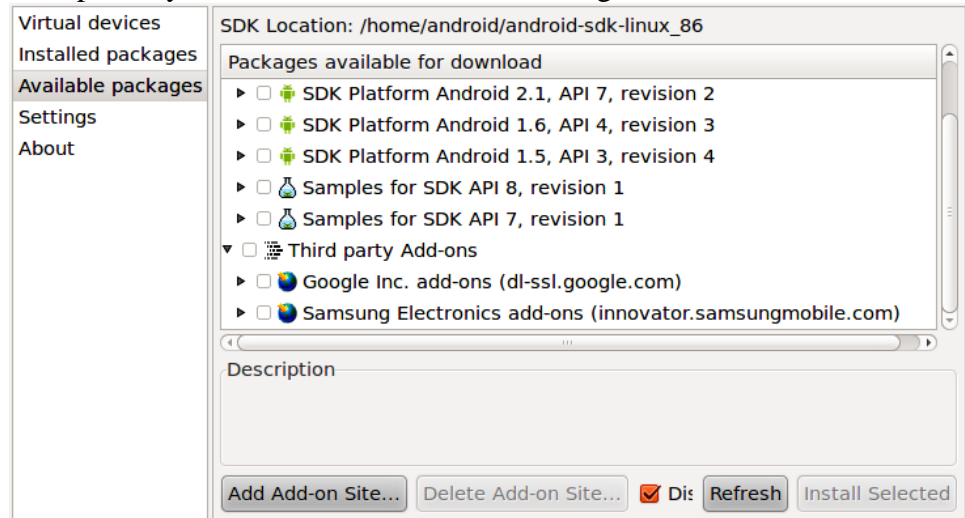 Virtual devices
Installed packages
Available packages
Settings
About
SDK Location: /home/android/android-sdk-linux_86
Packages available for download
SDK Platform Android 2.1, API 7, revision 2
SDK Platform Android 1.6, API 4, revision 3
SDK Platform Android 1.5, API 3, revision 4
Samples for SDK API 8, revision 1
Samples for SDK API 7, revision 1
Third party Add-ons
Google Inc. add-ons (dl-ssl.google.com)
Samsung Electronics add-ons (innovator.samsungmobile.com)
Description
Add Add-on Site... Delete Add-on Site... Dis Refresh Install Selected